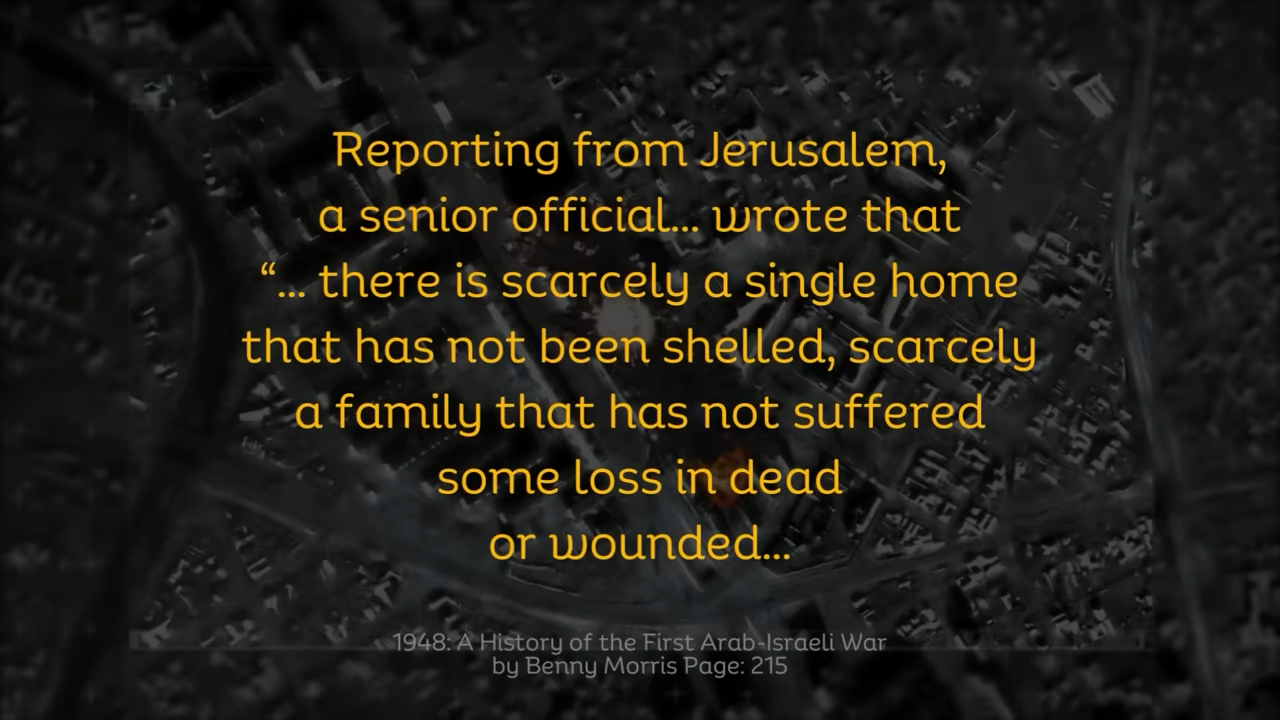 Reporting from Jerusalem,
a senior official... wrote that
“... there is scarcely a single home
that has not been shelled, scarcely
a family that has not suffered
some loss in dead
or wounded...
1948: A History of the First Arab-Israeli War
by Benny Morris Page: 215